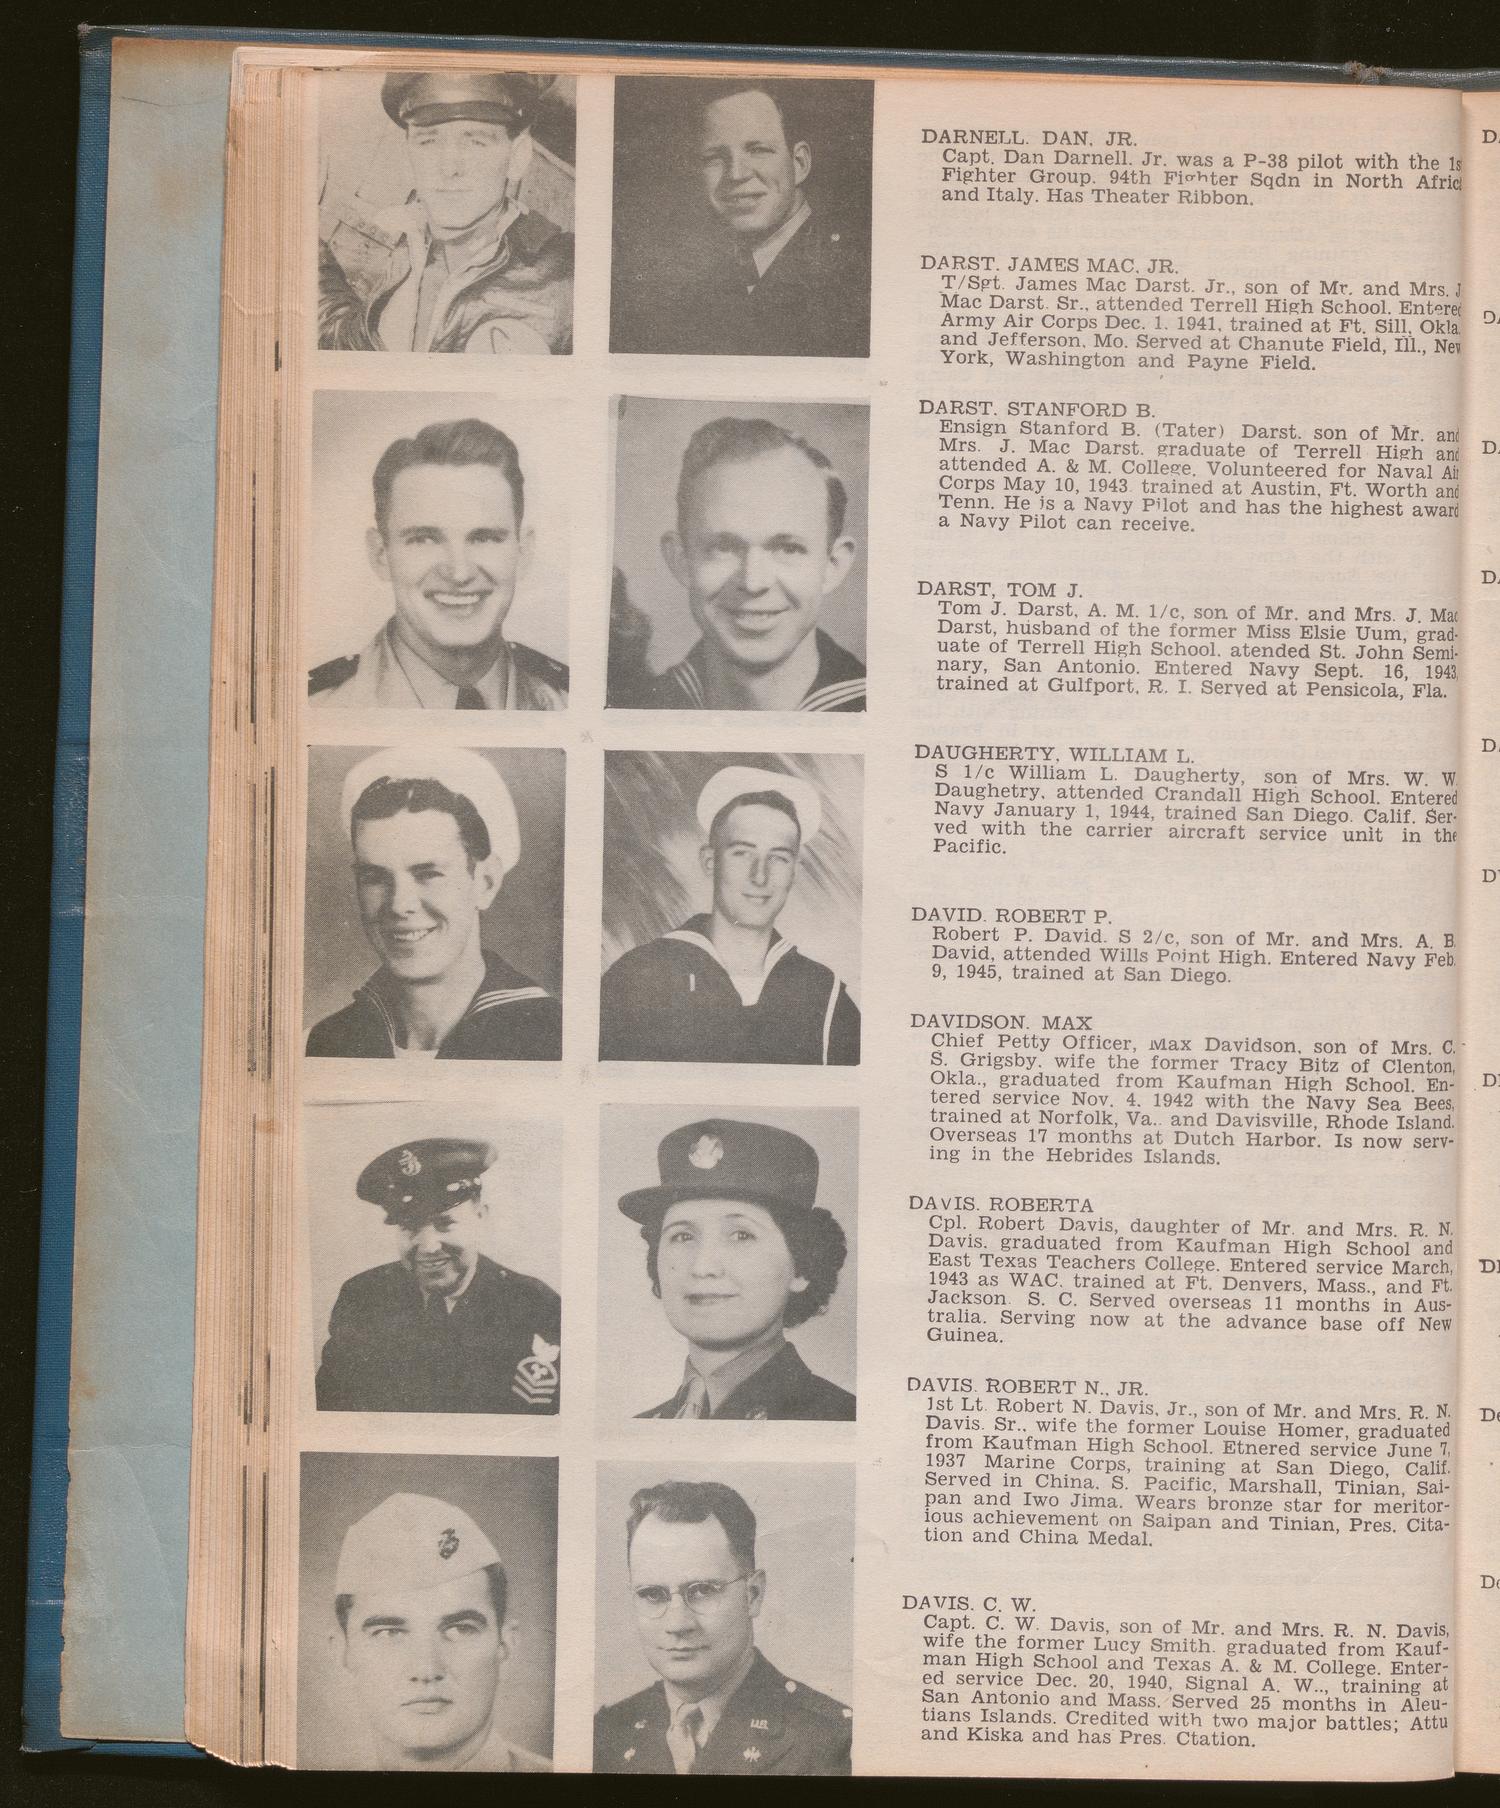 DARNELL. DAN, JR.
Capt. Dan Darnell. Jr. was a P-38 pilot with the 1s
Fighter Group. 94th Fighter Sqdn in North Afric
and Italy. Has Theater Ribbon.
DARST. JAMES MAC, JR.
T/Sgt. James Mac Darst. Jr., son of Mr. and Mrs. J
Mac Darst. Sr., attended Terrell High School. Entered
Army Air Corps Dec. 1. 1941, trained at Ft. Sill, Okla.
and Jefferson, Mo. Served at Chanute Field, Ill., New
York, Washington and Payne Field.
DARST. STANFORD B.
Ensign Stanford B. (Tater) Darst. son of Mr. and
Mrs. J. Mac Darst. graduate of Terrell High and
attended A. & M. College. Volunteered for Naval Air
Corps May 10, 1943. trained at Austin, Ft. Worth and
Tenn. He is a Navy Pilot and has the highest award
a Navy Pilot can receive.
DARST, TOM J.
Tom J. Darst, A. M. 1/c, son of Mr. and Mrs. J. Mac
Darst, husband of the former Miss Elsie Uum, grad-
uate of Terrell High School. atended St. John Semi-
nary, San Antonio. Entered Navy Sept. 16, 1943,
trained at Gulfport, R. I. Served at Pensicola, Fla.
DAUGHERTY, WILLIAM L.
S 1/c William L. Daugherty, son of Mrs. W. W.
Daughetry. attended Crandall High School. Entered
Navy January 1, 1944, trained San Diego. Calif. Ser-
ved with the carrier aircraft service unit in the
Pacific.
DAVID. ROBERT P.
Robert P. David. S 2/c, son of Mr. and Mrs. A. B.
David, attended Wills Point High. Entered Navy Feb.
9, 1945, trained at San Diego.
DAVIDSON. MAX
Chief Petty Officer, Max Davidson, son of Mrs. C.
S. Grigsby. wife the former Tracy Bitz of Clenton,
Okla., graduated from Kaufman High School. En-
tered service Nov. 4. 1942 with the Navy Sea Bees,
trained at Norfolk, Va.. and Davisville, Rhode Island.
Overseas 17 months at Dutch Harbor. Is now serv-
ing in the Hebrides Islands.
DAVIS. ROBERTA
Cpl. Robert Davis, daughter of Mr. and Mrs. R. N.
Davis. graduated from Kaufman High School and
East Texas Teachers College. Entered service March,
1943 as WAC. trained at Ft. Denvers, Mass., and Ft.
Jackson. S. C. Served overseas 11 months in Aus-
tralia. Serving now at the advance base off New
Guinea.
DAVIS. ROBERT N., JR.
1st Lt. Robert N. Davis, Jr., son of Mr. and Mrs. R. N.
Davis. Sr., wife the former Louise Homer, graduated
from Kaufman High School. Etnered service June 7,
1937 Marine Corps, training at San Diego, Calif.
Served in China. S. Pacific, Marshall, Tinian, Sai-
pan and Iwo Jima. Wears bronze star for meritor-
ious achievement on Saipan and Tinian, Pres. Cita-
tion and China Medal.
DAVIS. C. W.
Capt. C. W. Davis, son of Mr. and Mrs. R. N. Davis,
wife the former Lucy Smith. graduated from Kauf-
man High School and Texas A. & M. College. Enter-
ed service Dec. 20, 1940, Signal A. W.., training at
San Antonio and Mass. Served 25 months in Aleu-
tians Islands. Credited with two major battles; Attu
and Kiska and has Pres. Ctation.